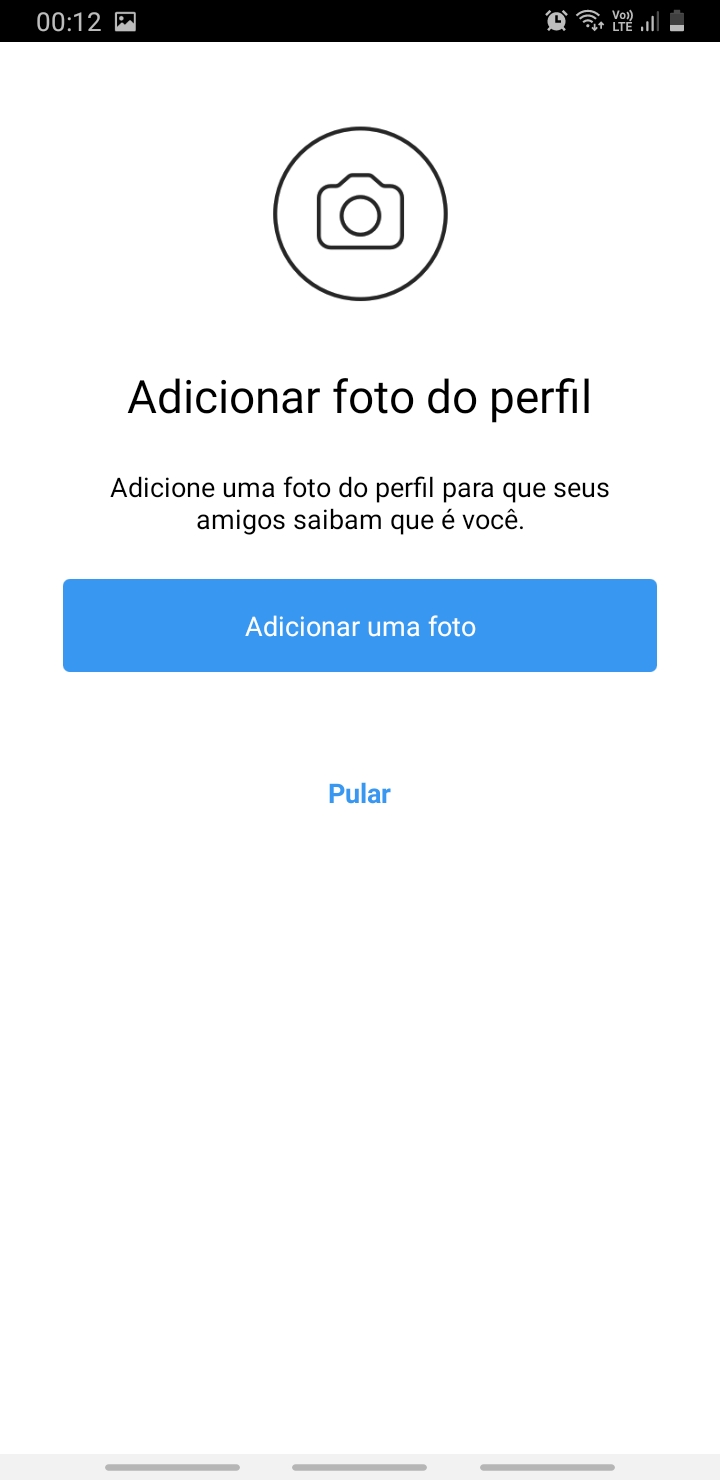 00:12
Vo)) LTE
Adicionar foto do perfil
Adicione uma foto do perfil para que seus
amigos saibam que é você.
Adicionar uma foto
Pular